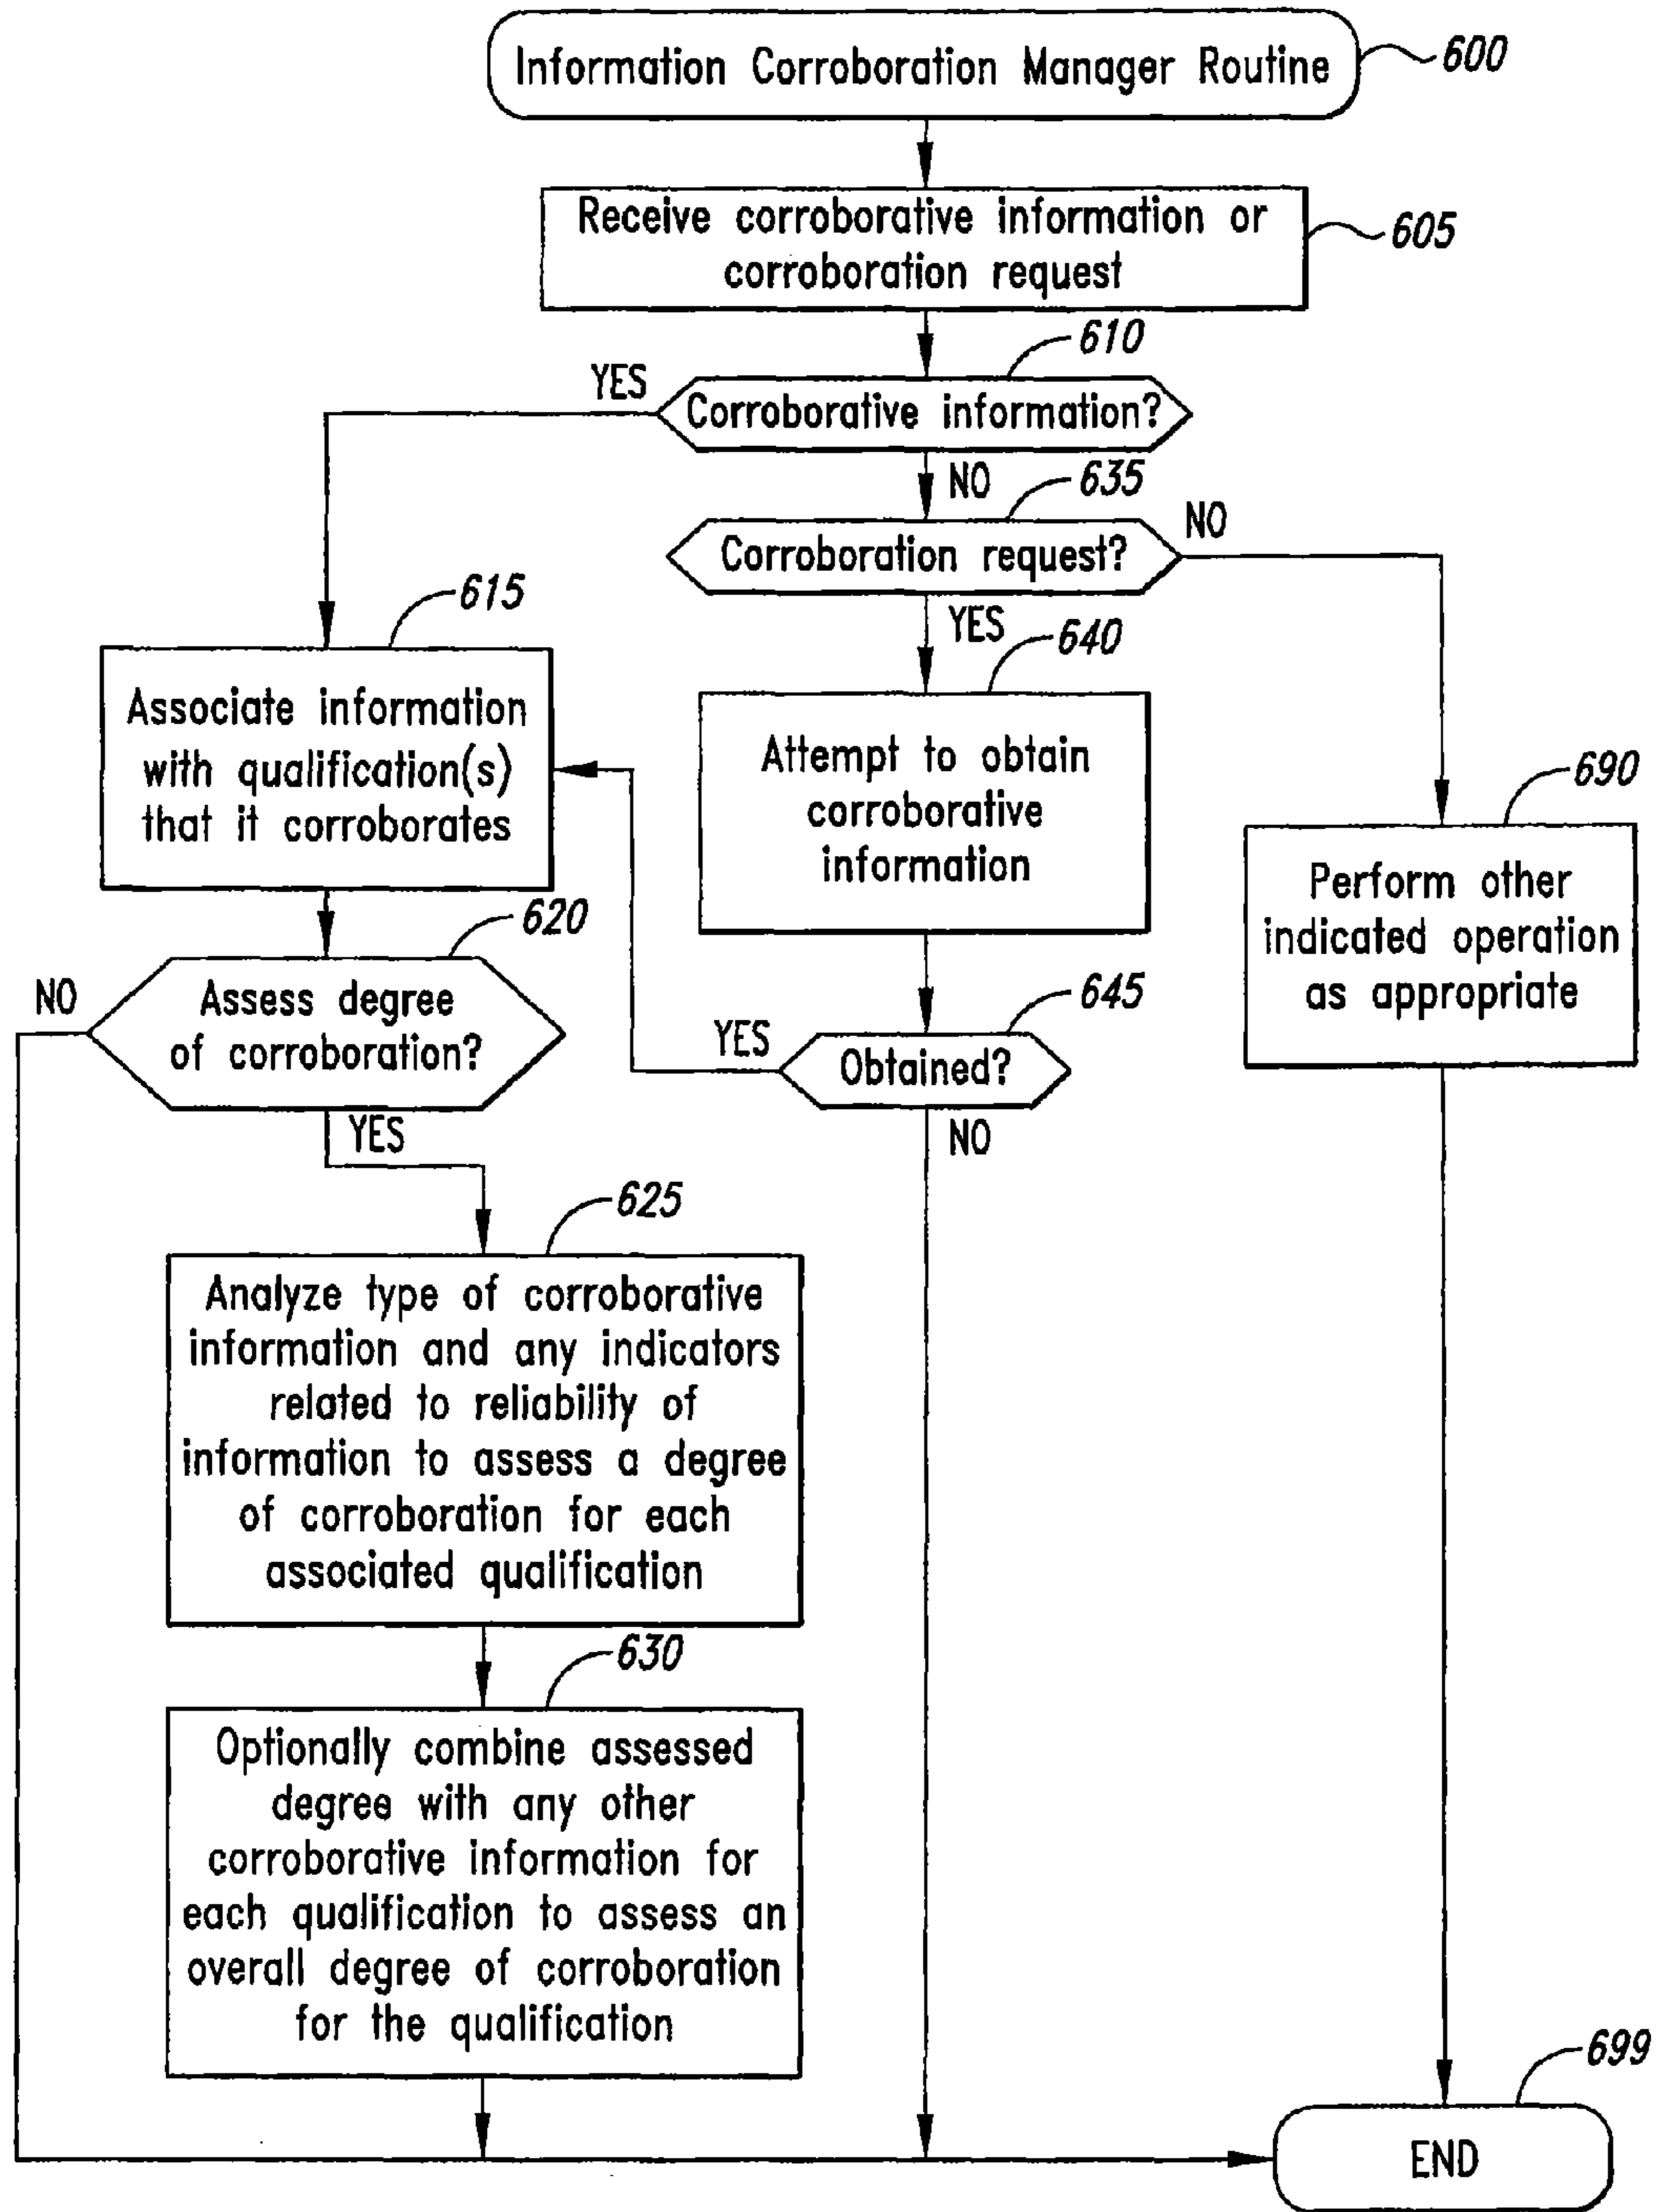 Information Corroboration Manager Routine
600
Receive corroborative information or
corroboration request
605
610
YES
Corroborative information?
NO
635
NO
Corroboration request?
615
YES
640
Associate information
with qualification(s)
that it corroborates
Attempt to obtain
corroborative
information
690
Perform other
indicated operation
as appropriate
620
NO
Assess degree
of corroboration?
645
YES
Obtained?
YES
NO
625
Analyze type of corroborative
information and any indicators
related to reliability of
information to assess a degree
of corroboration for each
associated qualification
630
Optionally combine assessed
degree with any other
corroborative information for
each qualification to assess an
overall degree of corroboration
for the qualification
699
END